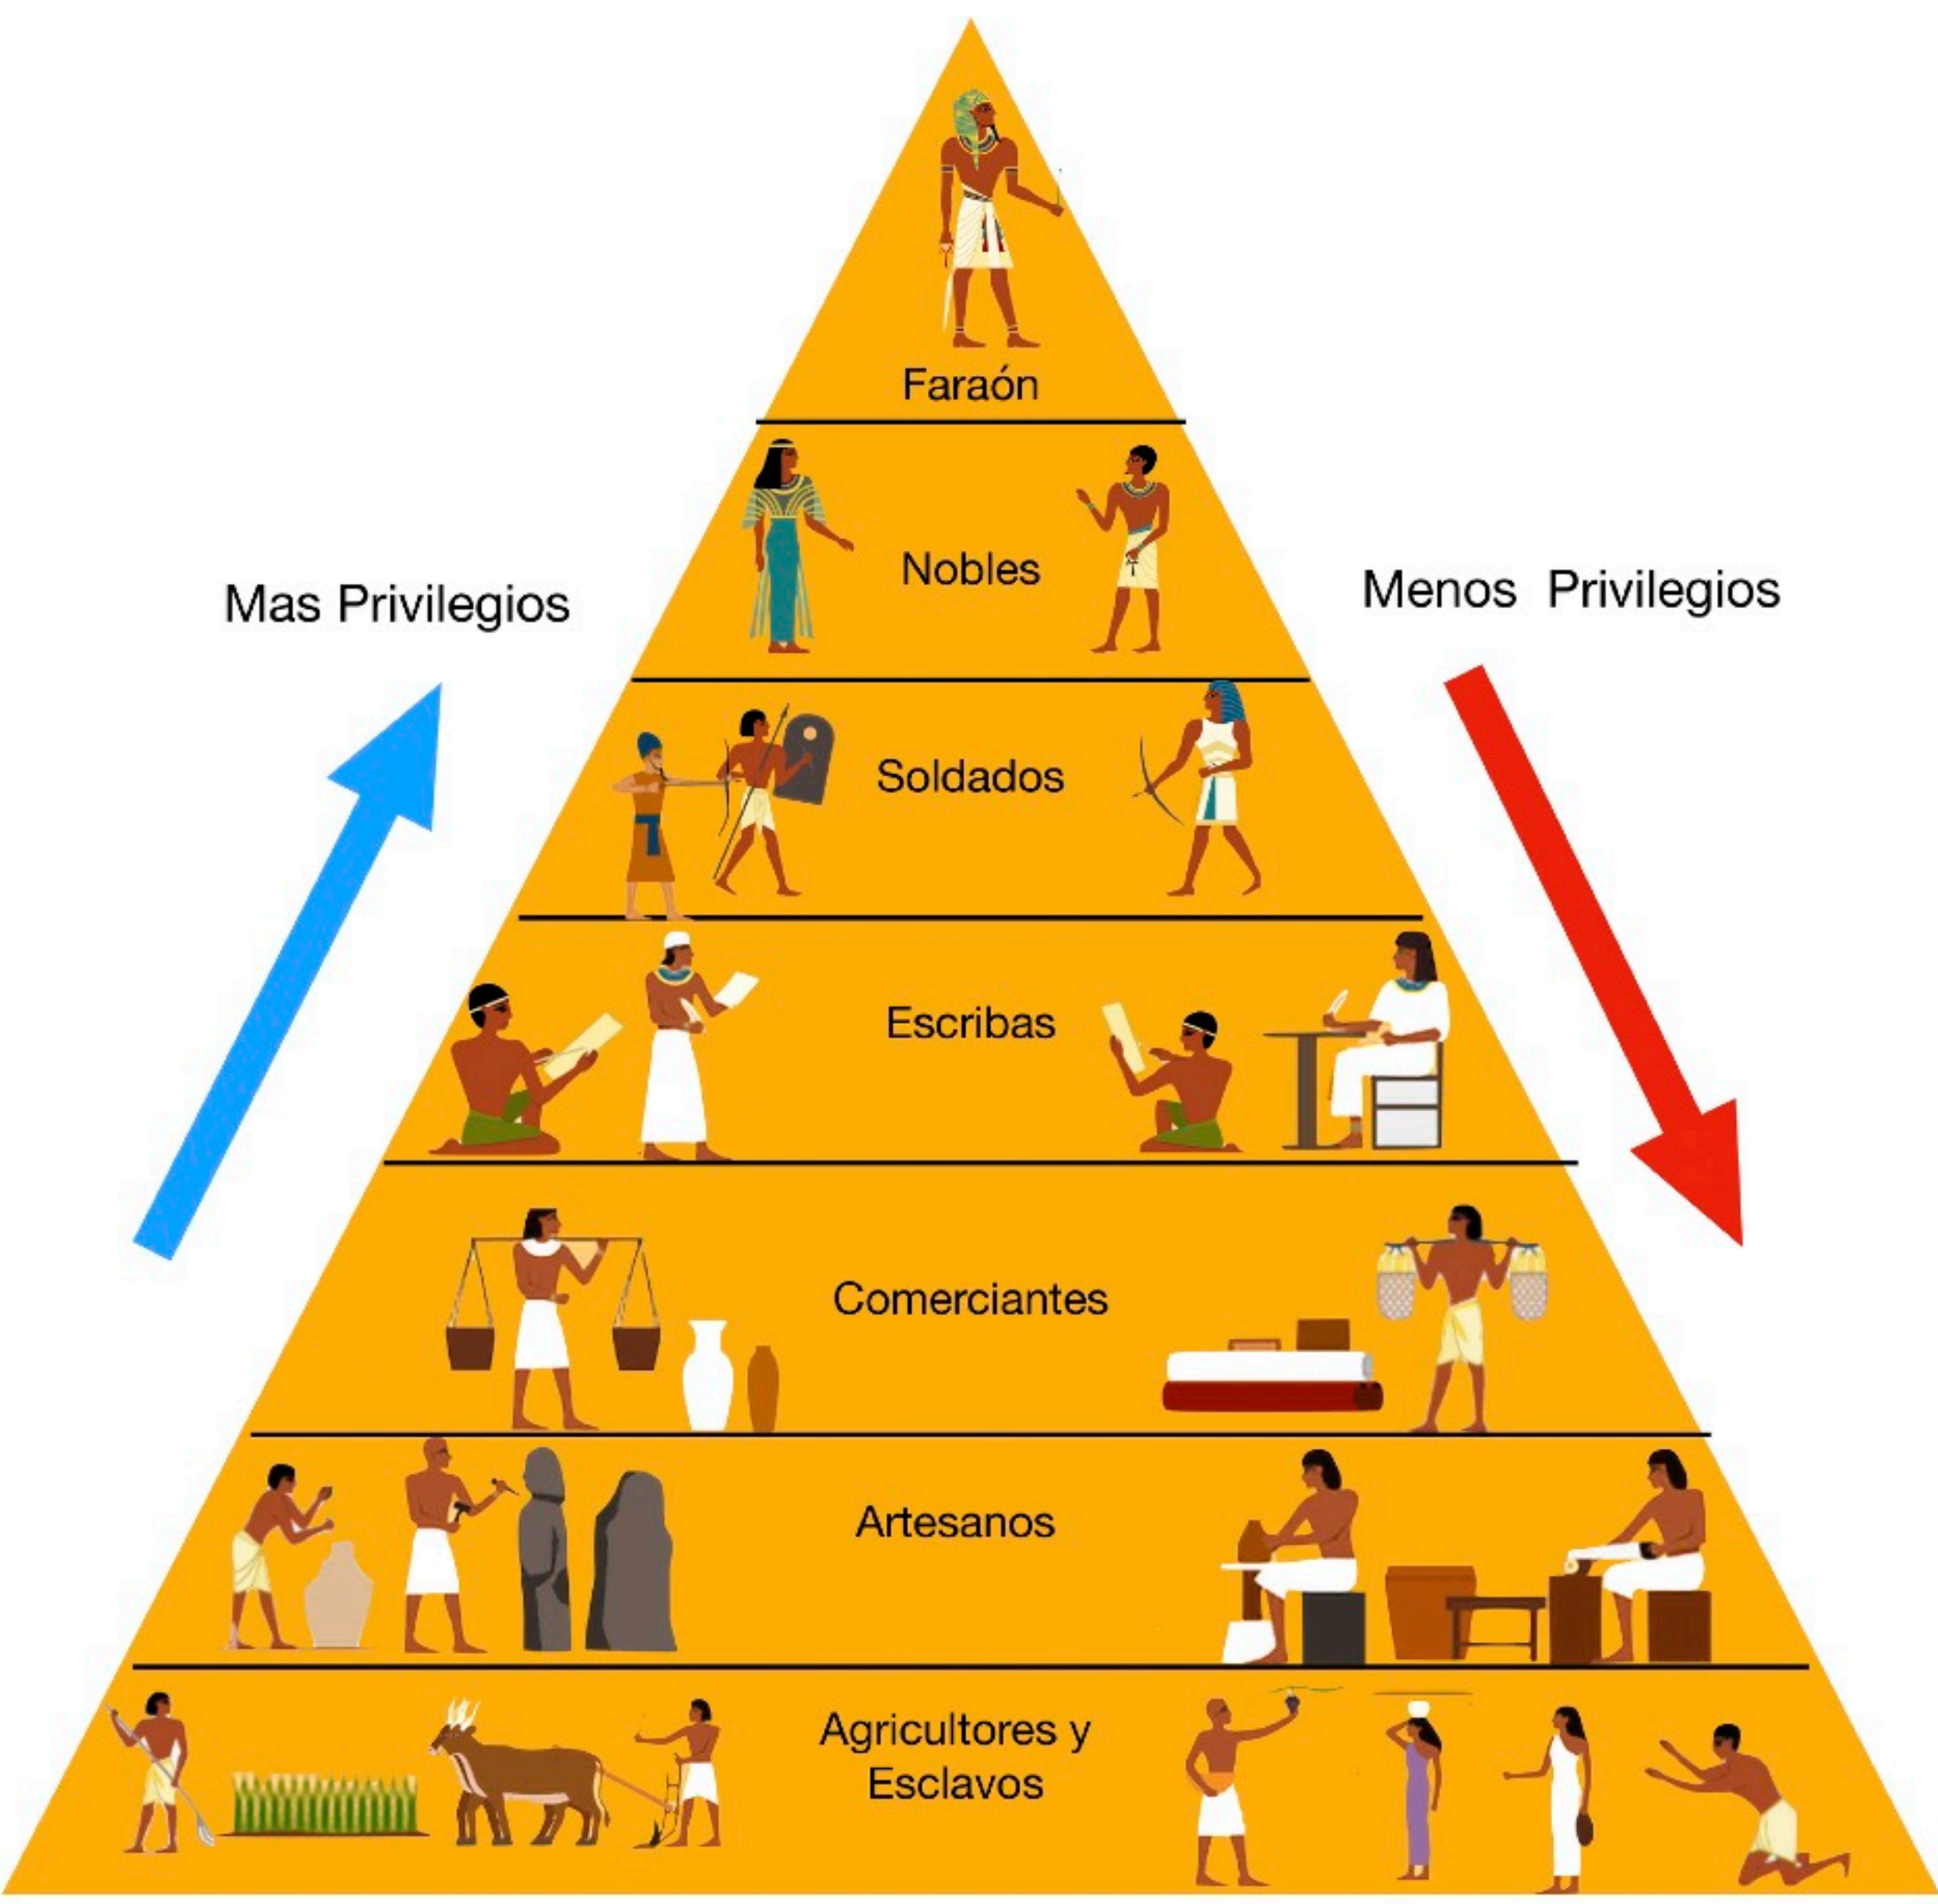 Faraón
Nobles
Mas Privilegios
Menos Privilegios
Soldados
Escribas
Comerciantes
Artesanos
Agricultores y
Esclavos